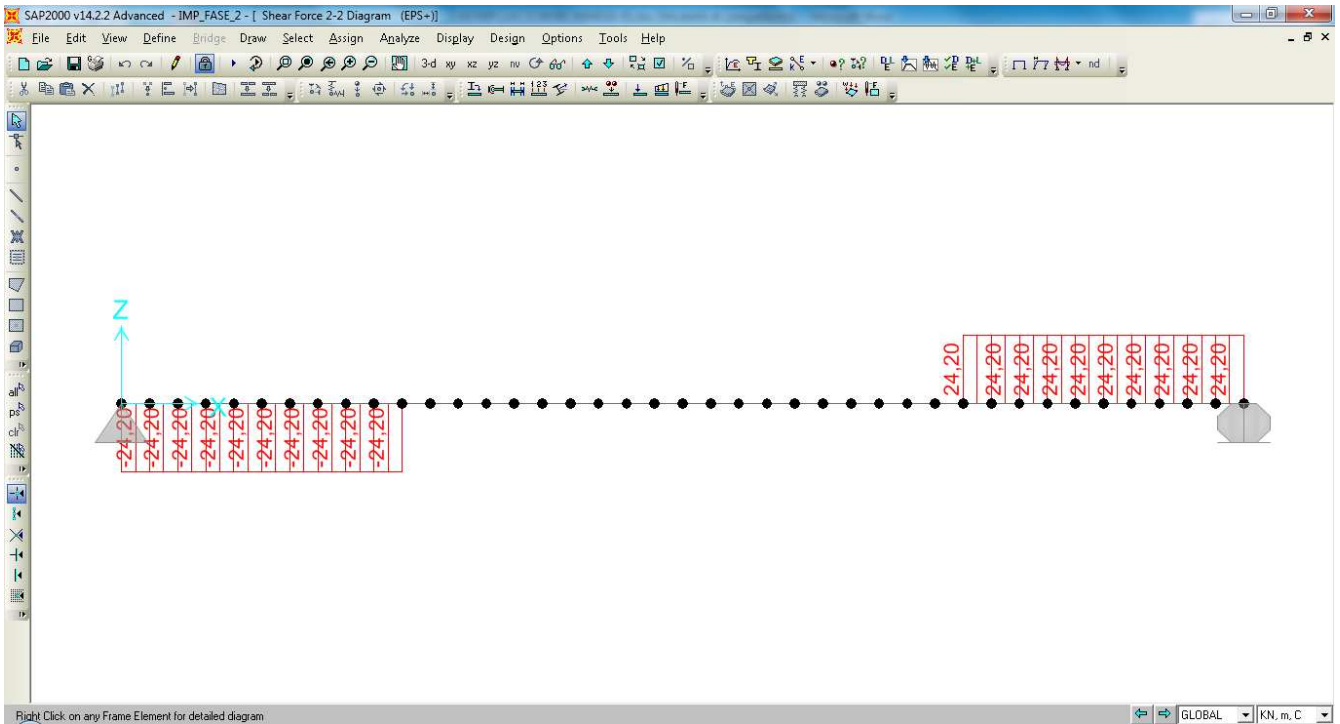 SAP2000 v14.2.2 Advanced - IMP_FASE_2 - [ Shear Force 2-2 Diagram (EPS+)]
File Edit View Define Bridge Draw Select Assign Analyze Display Design Options Tools Help
3-d xy xz yz nv
nd
all
ps
clr
Z
X
24,20 24,20 24,20 24,20 24,20 24,20 24,20 24,20 24,20 24,20
-24,20 -24,20 -24,20 -24,20 -24,20 -24,20 -24,20 -24,20 -24,20 -24,20
Right Click on any Frame Element for detailed diagram
GLOBAL
KN, m, C